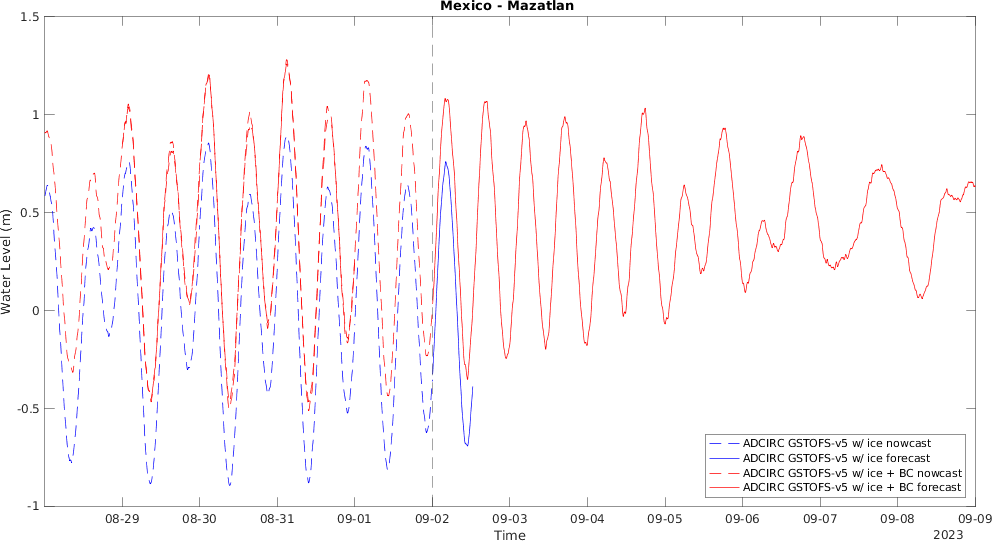 Mexico - Mazatlan
1.5
1
0.5
0
-0.5
-1
Water Level (m)
08-29
08-30
08-31
09-01
09-02
09-03
09-04
09-05
09-06
09-07
09-08
09-09
Time
2023
ADCIRC GSTOFS-v5 w/ ice nowcast
ADCIRC GSTOFS-v5 w/ ice forecast
ADCIRC GSTOFS-v5 w/ ice + BC nowcast
ADCIRC GSTOFS-v5 w/ ice + BC forecast